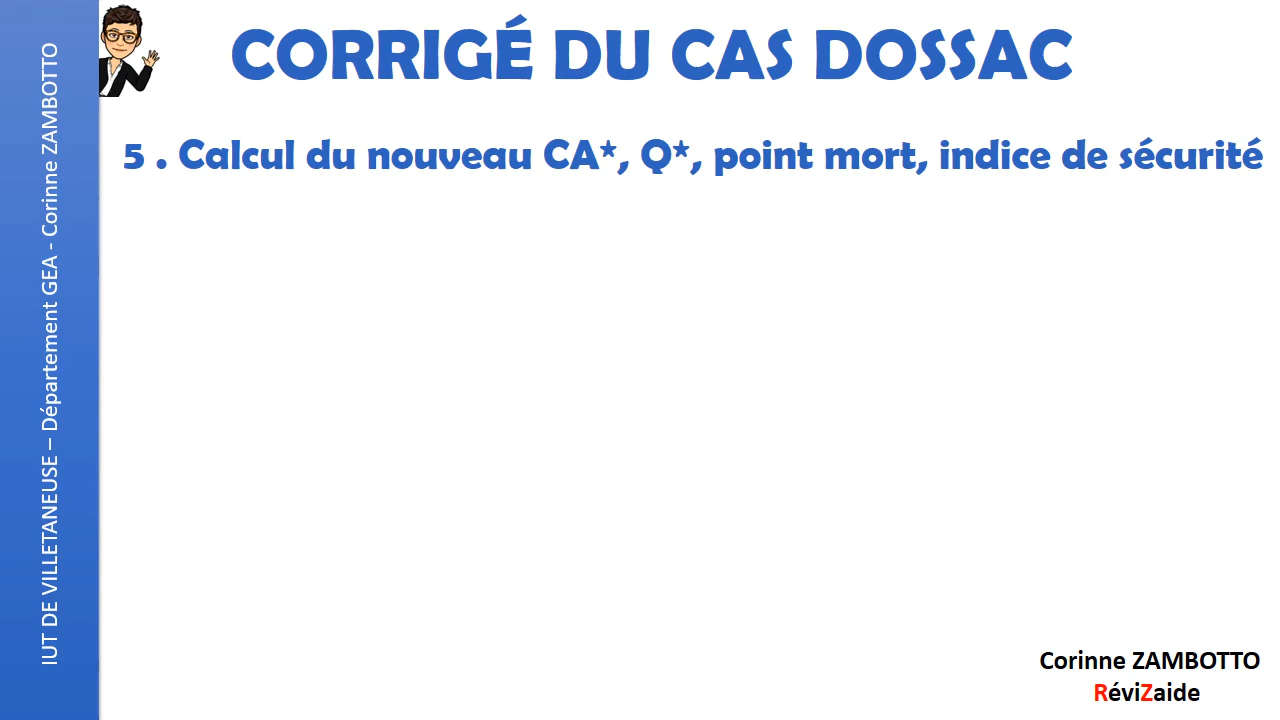 IUT DE VILLETANEUSE – Département GEA - Corinne ZAMBOTTO
CORRIGÉ DU CAS DOSSAC
5 . Calcul du nouveau CA*, Q*, point mort, indice de sécurité
Corinne ZAMBOTTO
RéviZaide